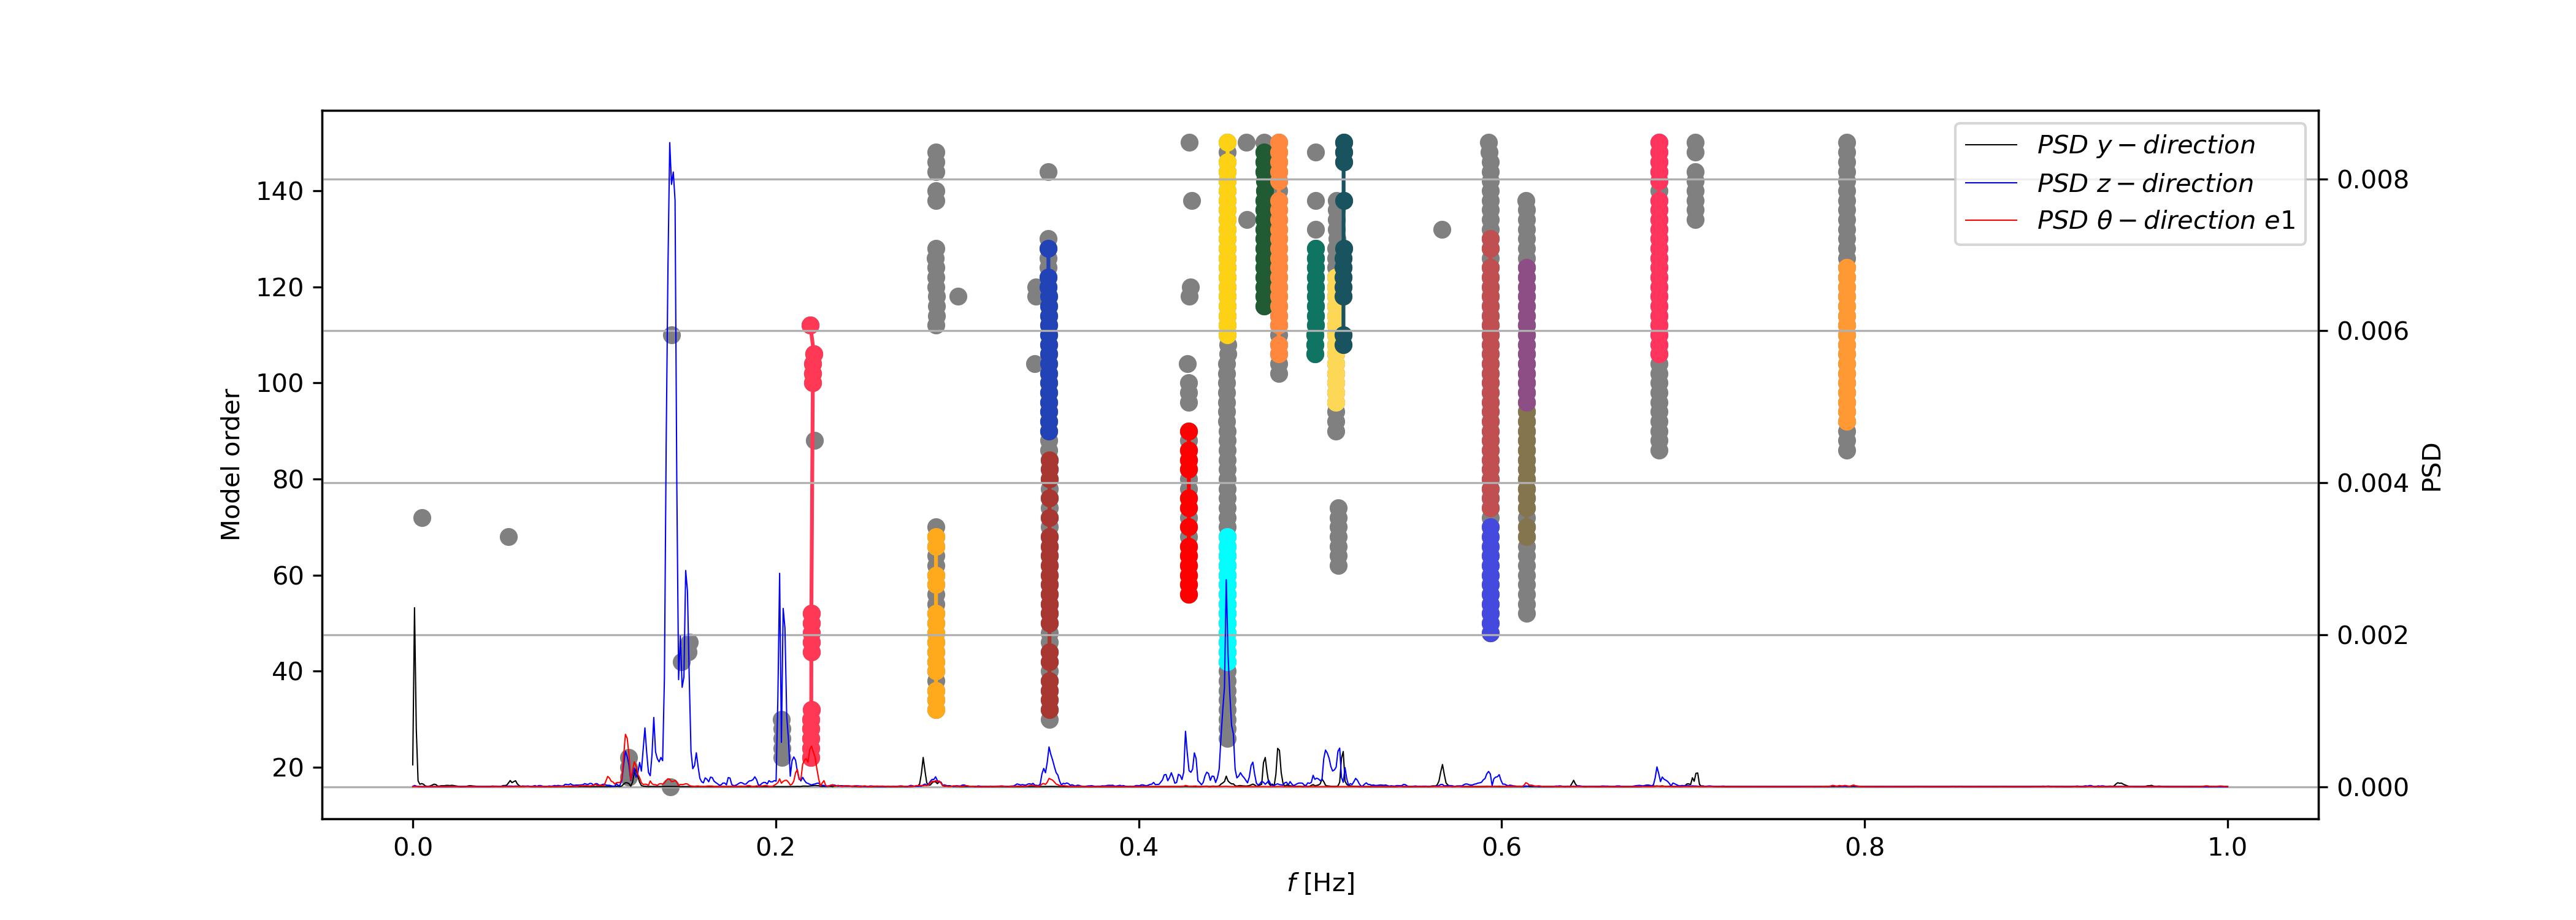 PSD y − direction
PSD z − direction
PSD θ − direction e1
140
120
100
80
60
40
20
Model order
0.008
0.006
0.004
0.002
0.000
PSD
0.0 0.2 0.4 0.6 0.8 1.0
f [Hz]